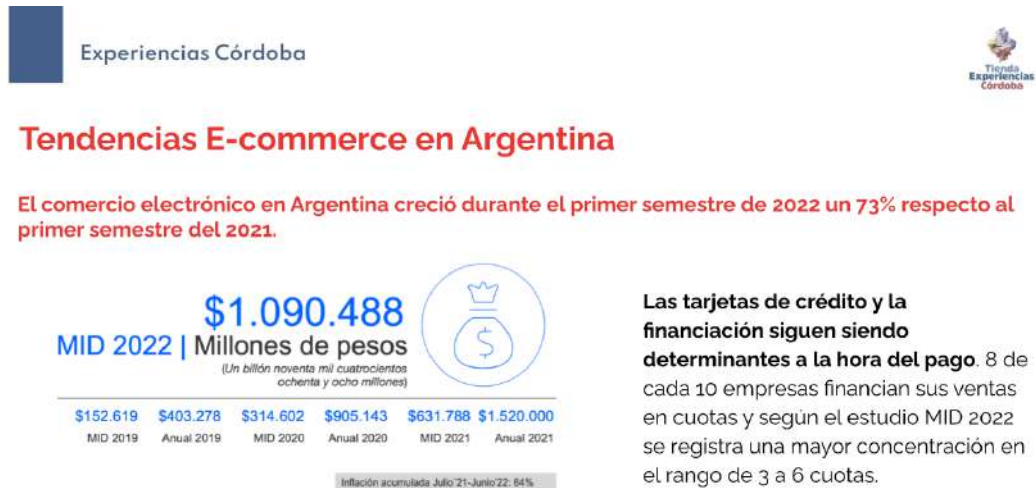 Experiencias Córdoba
Tienda
Experiencias
Córdoba
Tendencias E-commerce en Argentina
El comercio electrónico en Argentina creció durante el primer semestre de 2022 un 73% respecto al
primer semestre del 2021.
$1.090.488
MID 2022 | Millones de pesos
(Un billón noventa mil cuatrocientos
ochenta y ocho millones)
$
$152.619 $403.278 $314.602 $905.143 $631.788 $1.520.000
MID 2019 Anual 2019 MID 2020 Anual 2020 MID 2021 Anual 2021
Inflación acumulada Julio´21-Junio´22: 64%
Las tarjetas de crédito y la
financiación siguen siendo
determinantes a la hora del pago. 8 de
cada 10 empresas financian sus ventas
en cuotas y según el estudio MID 2022
se registra una mayor concentración en
el rango de 3 a 6 cuotas.